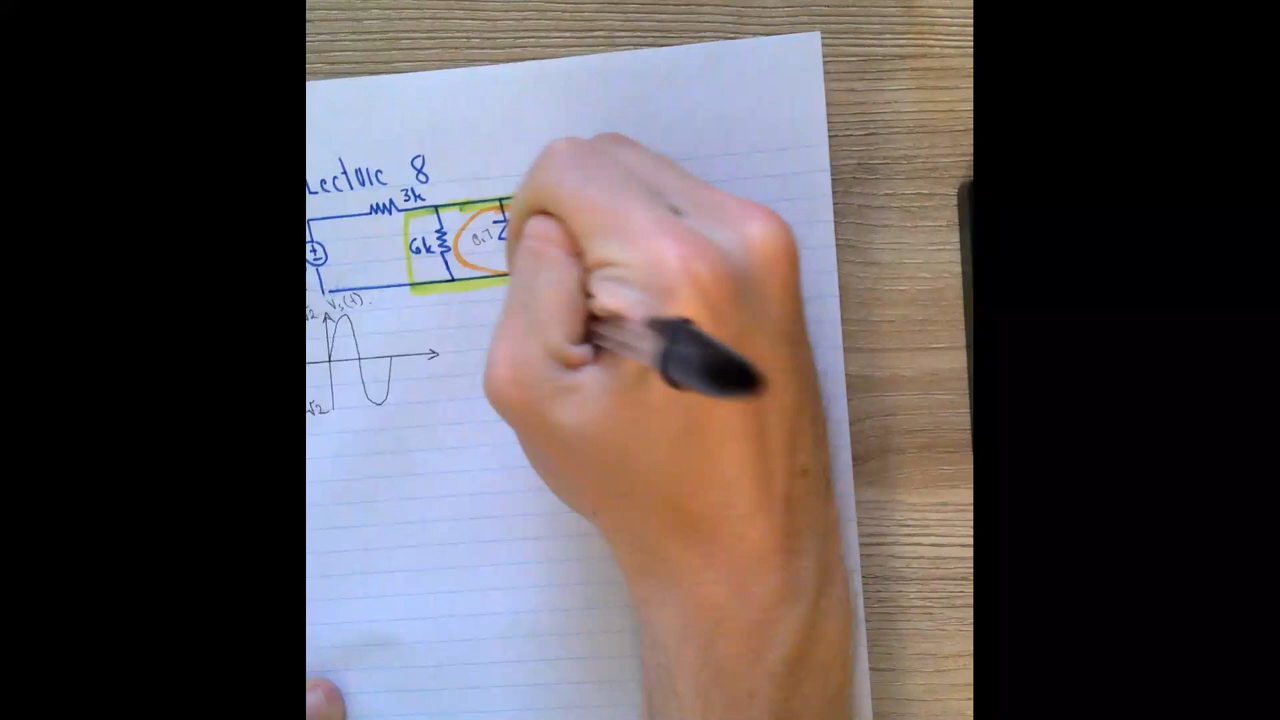 Lecture 8
3k
6k
0.7
Vs(t).
√2
√2